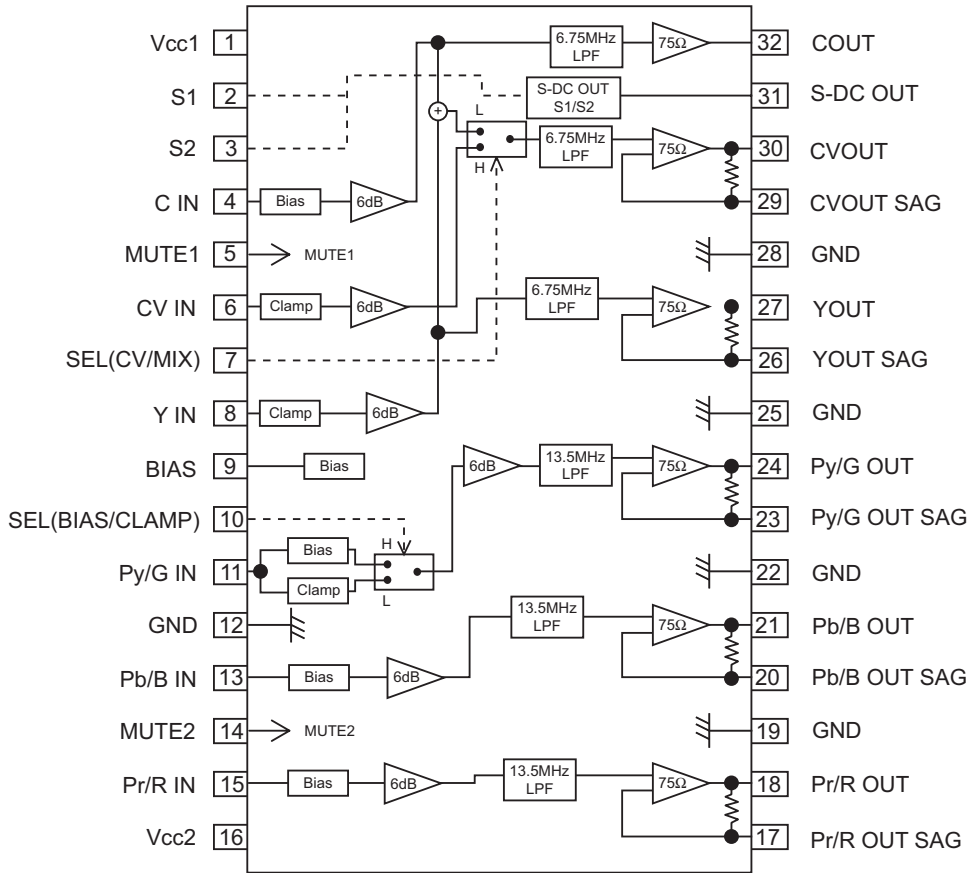 Vcc1 1
S1 2
S2 3
C IN 4
MUTE1 5
CV IN 6
SEL(CV/MIX) 7
Y IN 8
BIAS 9
SEL(BIAS/CLAMP) 10
Py/G IN 11
GND 12
Pb/B IN 13
MUTE2 14
Pr/R IN 15
Vcc2 16
6.75MHz
LPF
75Ω
S-DC OUT
S1/S2
L
+
H
6.75MHz
LPF
75Ω
Bias
6dB
MUTE1
Clamp
6dB
6.75MHz
LPF
75Ω
Clamp
6dB
Bias
6dB
13.5MHz
LPF
75Ω
Bias
H
Clamp
L
13.5MHz
LPF
75Ω
Bias
6dB
MUTE2
Bias
6dB
13.5MHz
LPF
75Ω
32 COUT
31 S-DC OUT
30 CVOUT
29 CVOUT SAG
28 GND
27 YOUT
26 YOUT SAG
25 GND
24 Py/G OUT
23 Py/G OUT SAG
22 GND
21 Pb/B OUT
20 Pb/B OUT SAG
19 GND
18 Pr/R OUT
17 Pr/R OUT SAG